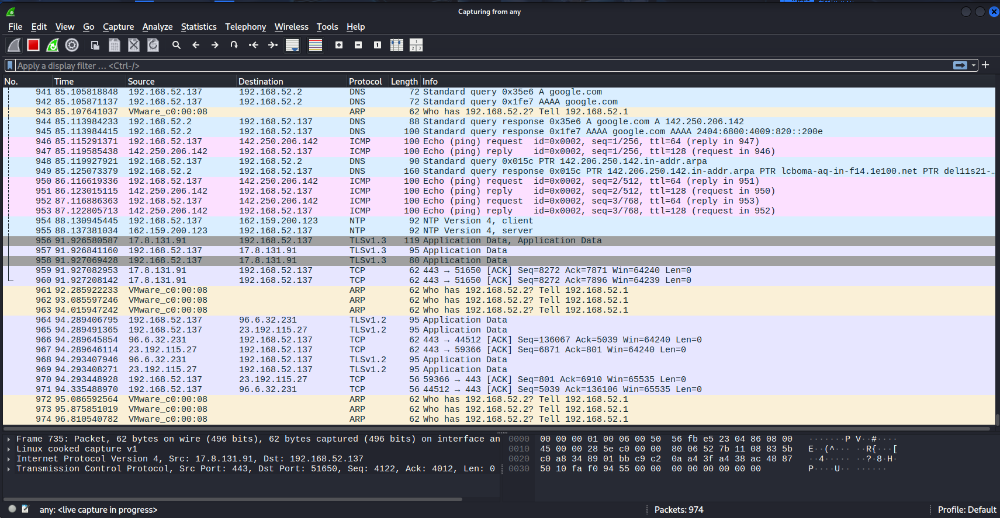 Capturing from any
File Edit View Go Capture Analyze Statistics Telephony Wireless Tools Help
Apply a display filter … <Ctrl-/>
No. Time Source Destination Protocol Length Info
941 85.105818848 192.168.52.137 192.168.52.2 DNS 72 Standard query 0x35e6 A google.com
942 85.105871137 192.168.52.137 192.168.52.2 DNS 72 Standard query 0x1fe7 AAAA google.com
943 85.107641037 VMware_c0:00:08 ARP 62 Who has 192.168.52.2? Tell 192.168.52.1
944 85.113984233 192.168.52.2 192.168.52.137 DNS 88 Standard query response 0x35e6 A google.com A 142.250.206.142
945 85.113984415 192.168.52.2 192.168.52.137 DNS 100 Standard query response 0x1fe7 AAAA google.com AAAA 2404:6800:4009:820::200e
946 85.115291371 192.168.52.137 142.250.206.142 ICMP 100 Echo (ping) request id=0x0002, seq=1/256, ttl=64 (reply in 947)
947 85.119585438 142.250.206.142 192.168.52.137 ICMP 100 Echo (ping) reply id=0x0002, seq=1/256, ttl=128 (request in 946)
948 85.119927921 192.168.52.137 192.168.52.2 DNS 90 Standard query 0x015c PTR 142.206.250.142.in-addr.arpa
949 85.125073379 192.168.52.2 192.168.52.137 DNS 160 Standard query response 0x015c PTR 142.206.250.142.in-addr.arpa PTR lcboma-aq-in-f14.1e100.net PTR del11s21-…
950 86.116619336 192.168.52.137 142.250.206.142 ICMP 100 Echo (ping) request id=0x0002, seq=2/512, ttl=64 (reply in 951)
951 86.123015115 142.250.206.142 192.168.52.137 ICMP 100 Echo (ping) reply id=0x0002, seq=2/512, ttl=128 (request in 950)
952 87.116886363 192.168.52.137 142.250.206.142 ICMP 100 Echo (ping) request id=0x0002, seq=3/768, ttl=64 (reply in 953)
953 87.122805713 142.250.206.142 192.168.52.137 ICMP 100 Echo (ping) reply id=0x0002, seq=3/768, ttl=128 (request in 952)
954 88.130945445 192.168.52.137 162.159.200.123 NTP 92 NTP Version 4, client
955 88.137381034 162.159.200.123 192.168.52.137 NTP 92 NTP Version 4, server
956 91.926580587 17.8.131.91 192.168.52.137 TLSv1.3 119 Application Data, Application Data
957 91.926841160 192.168.52.137 17.8.131.91 TLSv1.3 95 Application Data
958 91.927069428 192.168.52.137 17.8.131.91 TLSv1.3 80 Application Data
959 91.927082953 17.8.131.91 192.168.52.137 TCP 62 443 → 51650 [ACK] Seq=8272 Ack=7871 Win=64240 Len=0
960 91.927208142 17.8.131.91 192.168.52.137 TCP 62 443 → 51650 [ACK] Seq=8272 Ack=7896 Win=64239 Len=0
961 92.285922233 VMware_c0:00:08 ARP 62 Who has 192.168.52.2? Tell 192.168.52.1
962 93.085597246 VMware_c0:00:08 ARP 62 Who has 192.168.52.2? Tell 192.168.52.1
963 94.015947242 VMware_c0:00:08 ARP 62 Who has 192.168.52.2? Tell 192.168.52.1
964 94.289406795 192.168.52.137 96.6.32.231 TLSv1.2 95 Application Data
965 94.289491365 192.168.52.137 23.192.115.27 TLSv1.2 95 Application Data
966 94.289645854 96.6.32.231 192.168.52.137 TCP 62 443 → 44512 [ACK] Seq=136067 Ack=5039 Win=64240 Len=0
967 94.289646114 23.192.115.27 192.168.52.137 TCP 62 443 → 59366 [ACK] Seq=6871 Ack=801 Win=64240 Len=0
968 94.293407946 96.6.32.231 192.168.52.137 TLSv1.2 95 Application Data
969 94.293408271 23.192.115.27 192.168.52.137 TLSv1.2 95 Application Data
970 94.293448928 192.168.52.137 23.192.115.27 TCP 56 59366 → 443 [ACK] Seq=801 Ack=6910 Win=65535 Len=0
971 94.335488970 192.168.52.137 96.6.32.231 TCP 56 44512 → 443 [ACK] Seq=5039 Ack=136106 Win=65535 Len=0
972 95.086592564 VMware_c0:00:08 ARP 62 Who has 192.168.52.2? Tell 192.168.52.1
973 95.875851019 VMware_c0:00:08 ARP 62 Who has 192.168.52.2? Tell 192.168.52.1
974 96.810540782 VMware_c0:00:08 ARP 62 Who has 192.168.52.2? Tell 192.168.52.1
Frame 735: Packet, 62 bytes on wire (496 bits), 62 bytes captured (496 bits) on interface an
Linux cooked capture v1
Internet Protocol Version 4, Src: 17.8.131.91, Dst: 192.168.52.137
Transmission Control Protocol, Src Port: 443, Dst Port: 51650, Seq: 4122, Ack: 4012, Len: 0
0000 00 00 00 01 00 06 00 50 56 fb e5 23 04 86 08 00 ·······P V··#····
0010 45 00 00 28 5e c0 00 00 80 06 52 7b 11 08 83 5b E··(^··· ··R{···[
0020 c0 a8 34 89 01 bb c9 c2 0a a4 3f a4 38 ac 48 87 ··4····· ··?·8·H·
0030 50 10 fa f0 94 55 00 00 00 00 00 00 00 00 P····U·· ······
any: <live capture in progress>
Packets: 974
Profile: Default